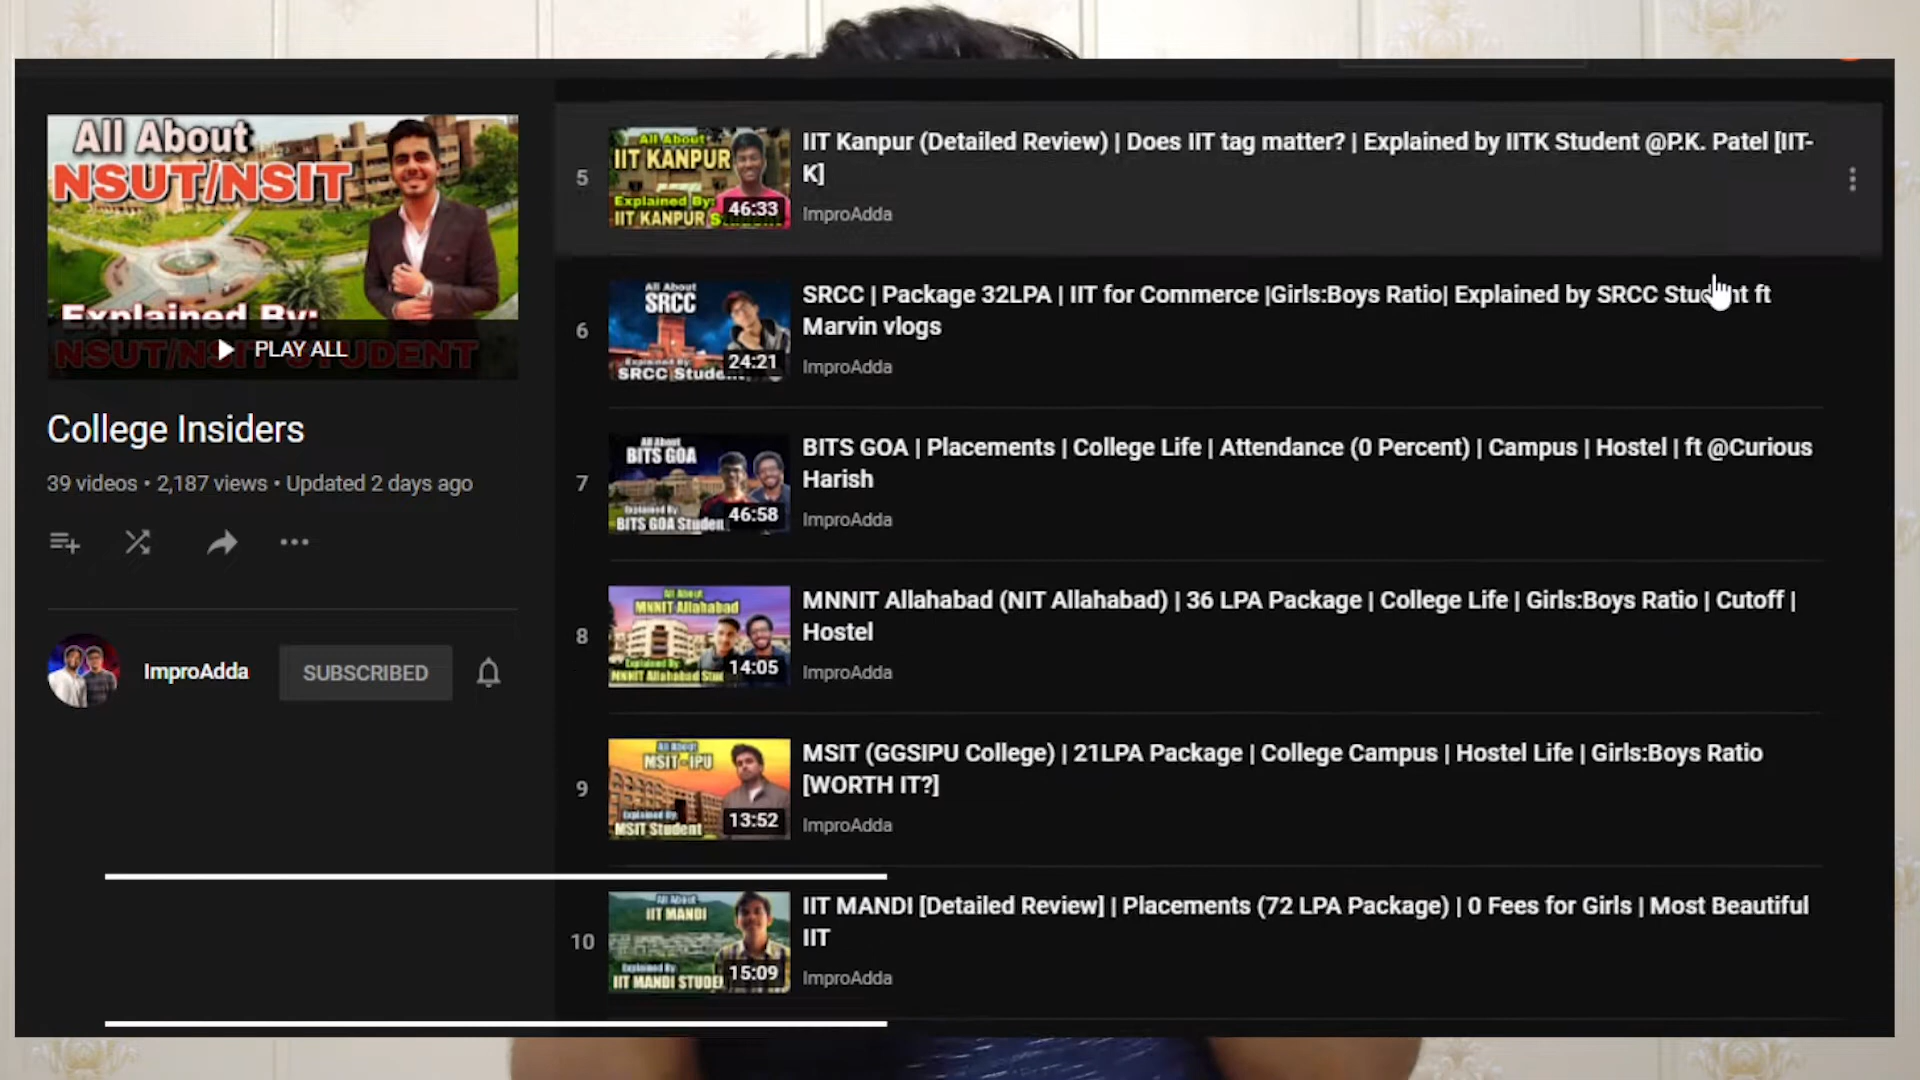 All About
NSUT/NSIT
Explained By:
NSUT/NSIT STUDENT
PLAY ALL
College Insiders
39 videos • 2,187 views • Updated 2 days ago
ImproAdda
SUBSCRIBED
5
All About
IIT KANPUR
Explained By:
IIT KANPUR Student
46:33
IIT Kanpur (Detailed Review) | Does IIT tag matter? | Explained by IITK Student @P.K. Patel [IIT-
K]
ImproAdda
6
All About
SRCC
Explained By
SRCC Stude
24:21
SRCC | Package 32LPA | IIT for Commerce |Girls:Boys Ratio| Explained by SRCC Student ft
Marvin vlogs
ImproAdda
7
All About
BITS GOA
Explained By
BITS GOA Studen
46:58
BITS GOA | Placements | College Life | Attendance (0 Percent) | Campus | Hostel | ft @Curious
Harish
ImproAdda
8
All About
MNNIT Allahabad
Explained By:
MNNIT Allahabad Stu
14:05
MNNIT Allahabad (NIT Allahabad) | 36 LPA Package | College Life | Girls:Boys Ratio | Cutoff |
Hostel
ImproAdda
9
All About
MSIT-IPU
Explained By
MSIT Student
13:52
MSIT (GGSIPU College) | 21LPA Package | College Campus | Hostel Life | Girls:Boys Ratio
[WORTH IT?]
ImproAdda
10
All About
IIT MANDI
Explained By
IIT MANDI STUDE
15:09
IIT MANDI [Detailed Review] | Placements (72 LPA Package) | 0 Fees for Girls | Most Beautiful
IIT
ImproAdda